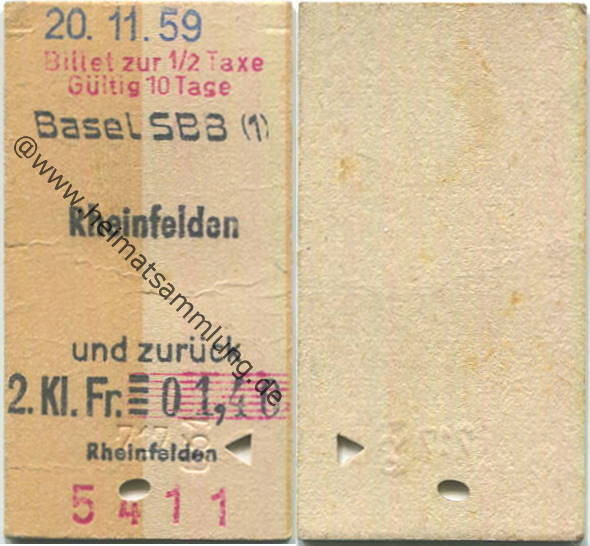 20. 11. 59
Billet zur 1/2 Taxe
Gültig 10 Tage
Basel SBB (1)
Rheinfelden
und zurück
2. Kl. Fr. 01,40
Rheinfelden
5411
@www.heimatsammlung.de